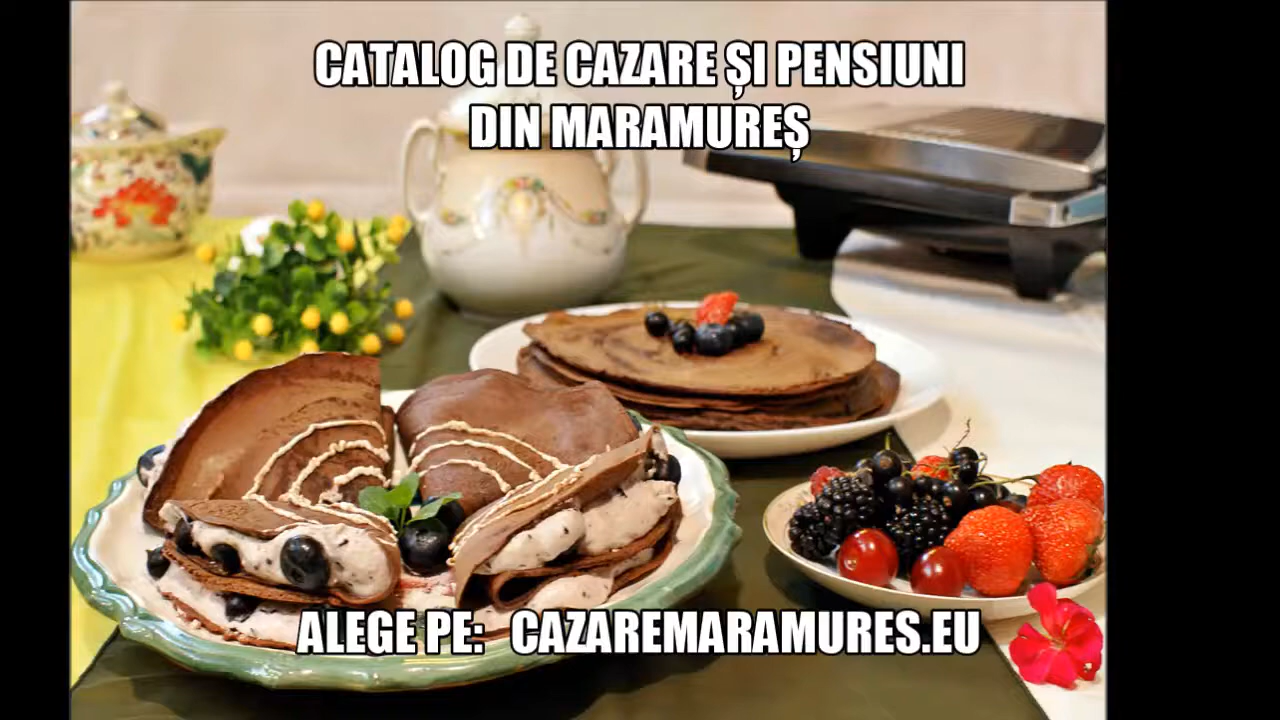 CATALOG DE CAZARE ȘI PENSIUNI
DIN MARAMUREȘ
ALEGE PE: CAZAREMARAMURES.EU